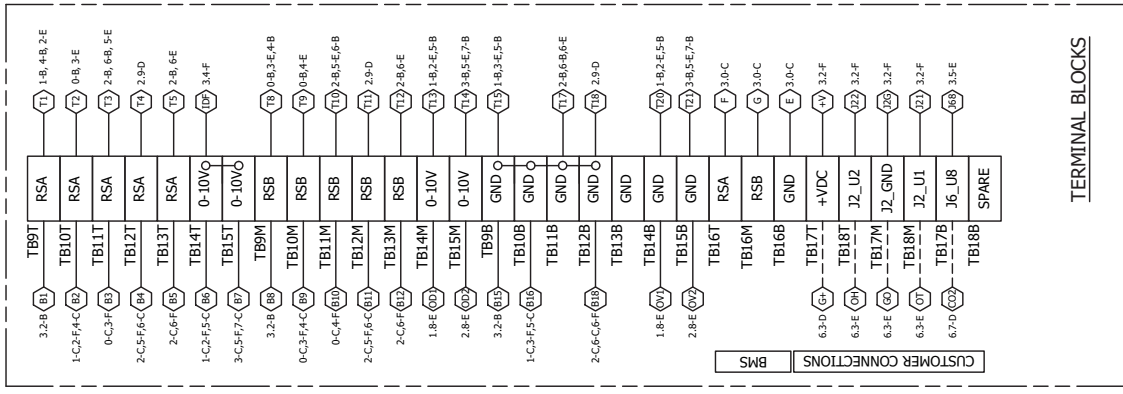 3.2-B B1 TB9T RSA T1 1-B, 4-B, 2-E
1-C,2-F,4-C B2 TB10T RSA T2 0-B, 3-E
0-C,3-F B3 TB11T RSA T3 2-B, 6-B, 5-E
2-C,5-F,6-C B4 TB12T RSA T4 2.9-D
2-C,6-F B5 TB13T RSA T5 2-B, 6-E
1-C,2-F,5-C B6 TB14T 0-10V IDF 3.4-F
3-C,5-F,7-C B7 TB15T 0-10V
3.2-B B8 TB9M RSB T8 0-B,3-E,4-B
0-C,3-F,4-C B9 TB10M RSB T9 0-B,4-E
0-C,4-F B10 TB11M RSB T10 2-B,5-E,6-B
2-C,5-F,6-C B11 TB12M RSB T11 2.9-D
2-C,6-F B12 TB13M RSB T12 2-B,6-E
1.8-E OD1 TB14M 0-10V T13 1-B,2-E,5-B
2.8-E OD2 TB15M 0-10V T14 3-B,5-E,7-B
3.2-B B15 TB9B GND T15 1-B,3-E,5-B
1-C,3-F,5-C B16 TB10B GND
TB11B GND T17 2-B,6-B,6-E
2-C,6-C,6-F B18 TB12B GND T18 2.9-D
TB13B GND
1.8-E OV1 TB14B GND T20 1-B,2-E,5-B
2.8-E OV2 TB15B GND T21 3-B,5-E,7-B
TB16T RSA F 3.0-C
TB16M RSB G 3.0-C
TB16B GND E 3.0-C
6.3-D G+ TB17T +VDC +V 3.2-F
6.3-E OH TB18T J2_U2 J22 3.2-F
6.3-E GO TB17M J2_GND J2G 3.2-F
6.3-E OT TB18M J2_U1 J21 3.2-F
6.7-D CO2 TB17B J6_U8 J68 3.5-E
TB18B SPARE
CUSTOMER CONNECTIONS
BMS
TERMINAL BLOCKS